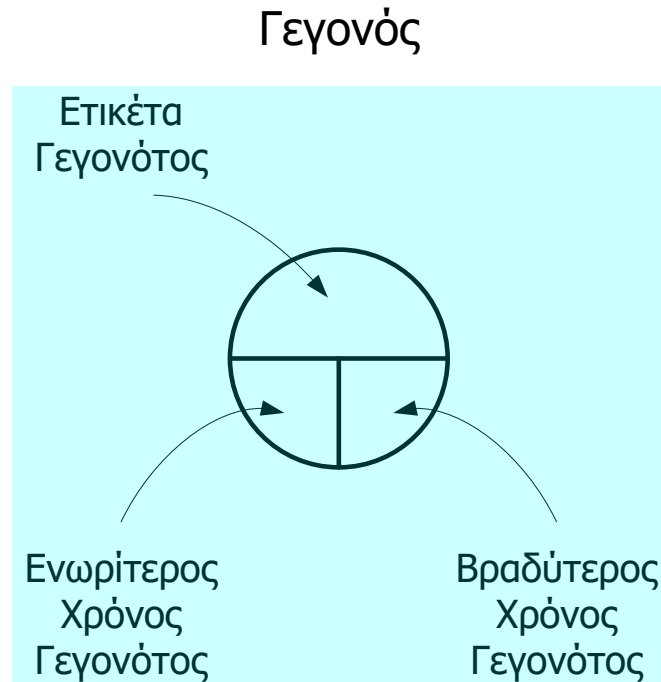 Γεγονός
Ετικέτα
Γεγονότος
Ενωρίτερος
Χρόνος
Γεγονότος
Βραδύτερος
Χρόνος
Γεγονότος